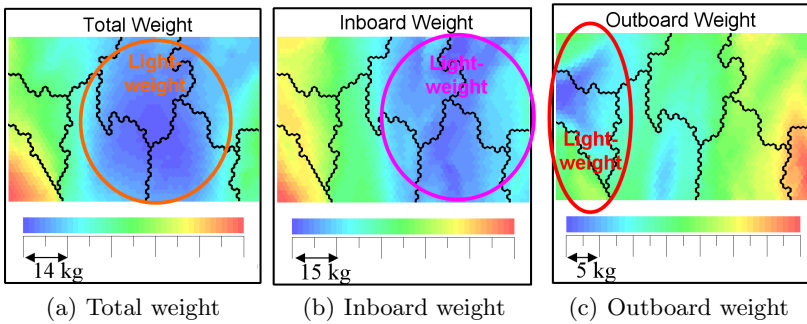 Total Weight
Light-
weight
14 kg
(a) Total weight
Inboard Weight
Light-
weight
15 kg
(b) Inboard weight
Outboard Weight
Light-
weight
5 kg
(c) Outboard weight